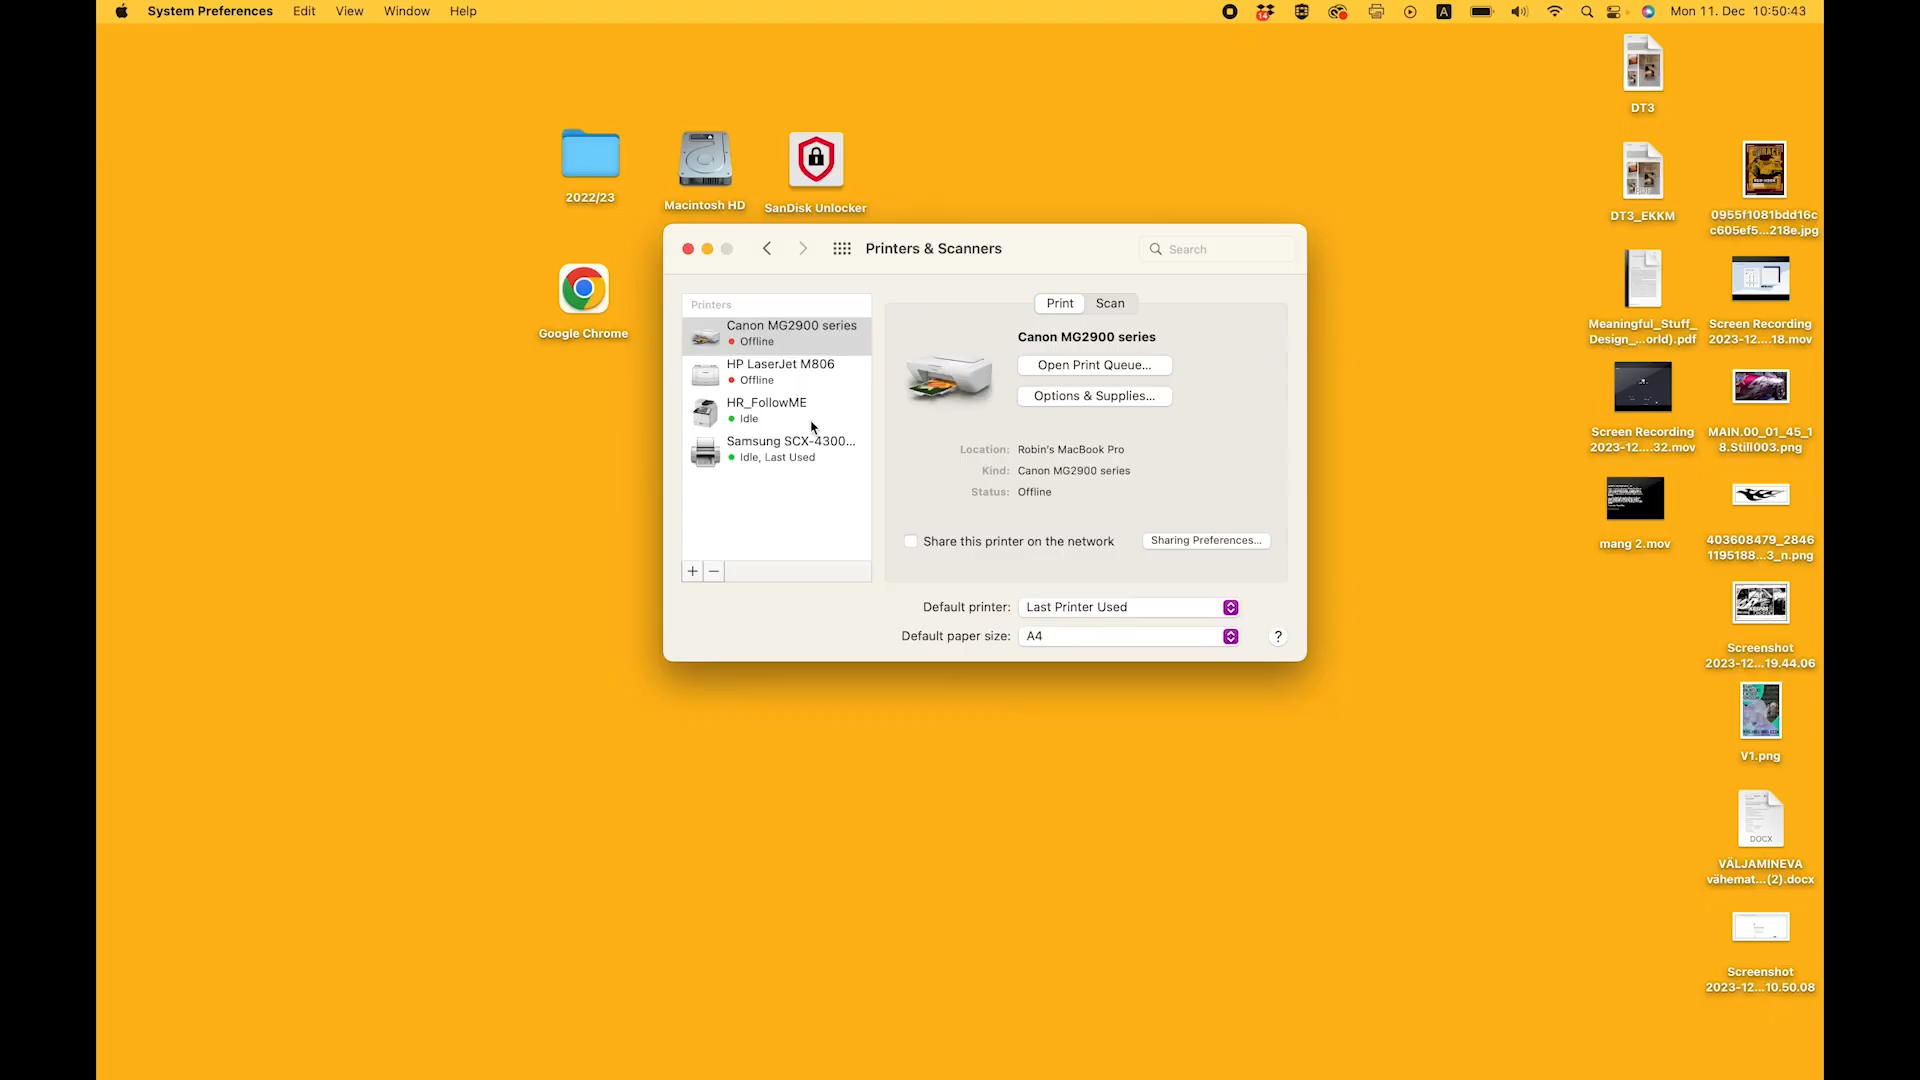 System Preferences Edit View Window Help
14 A Mon 11. Dec 10:50:43
DT3
2022/23
Macintosh HD
SanDisk Unlocker
DT3_EKKM
0955f1081bdd16c
c605ef5...218e.jpg
Google Chrome
Meaningful_Stuff_
Design_...orld).pdf
Screen Recording
2023-12....18.mov
Screen Recording
2023-12....32.mov
MAIN.00_01_45_1
8.Still003.png
mang 2.mov
403608479_2846
1195188...3_n.png
Screenshot
2023-12...19.44.06
V1.png
DOCX
VÄLJAMINEVA
vähemat...(2).docx
Screenshot
2023-12...10.50.08
Printers & Scanners
Search
Printers
Canon MG2900 series
Offline
HP LaserJet M806
Offline
HR_FollowME
Idle
Samsung SCX-4300...
Idle, Last Used
+ −
Print Scan
Canon MG2900 series
Open Print Queue...
Options & Supplies...
Location: Robin's MacBook Pro
Kind: Canon MG2900 series
Status: Offline
Share this printer on the network
Sharing Preferences...
Default printer: Last Printer Used
Default paper size: A4
?